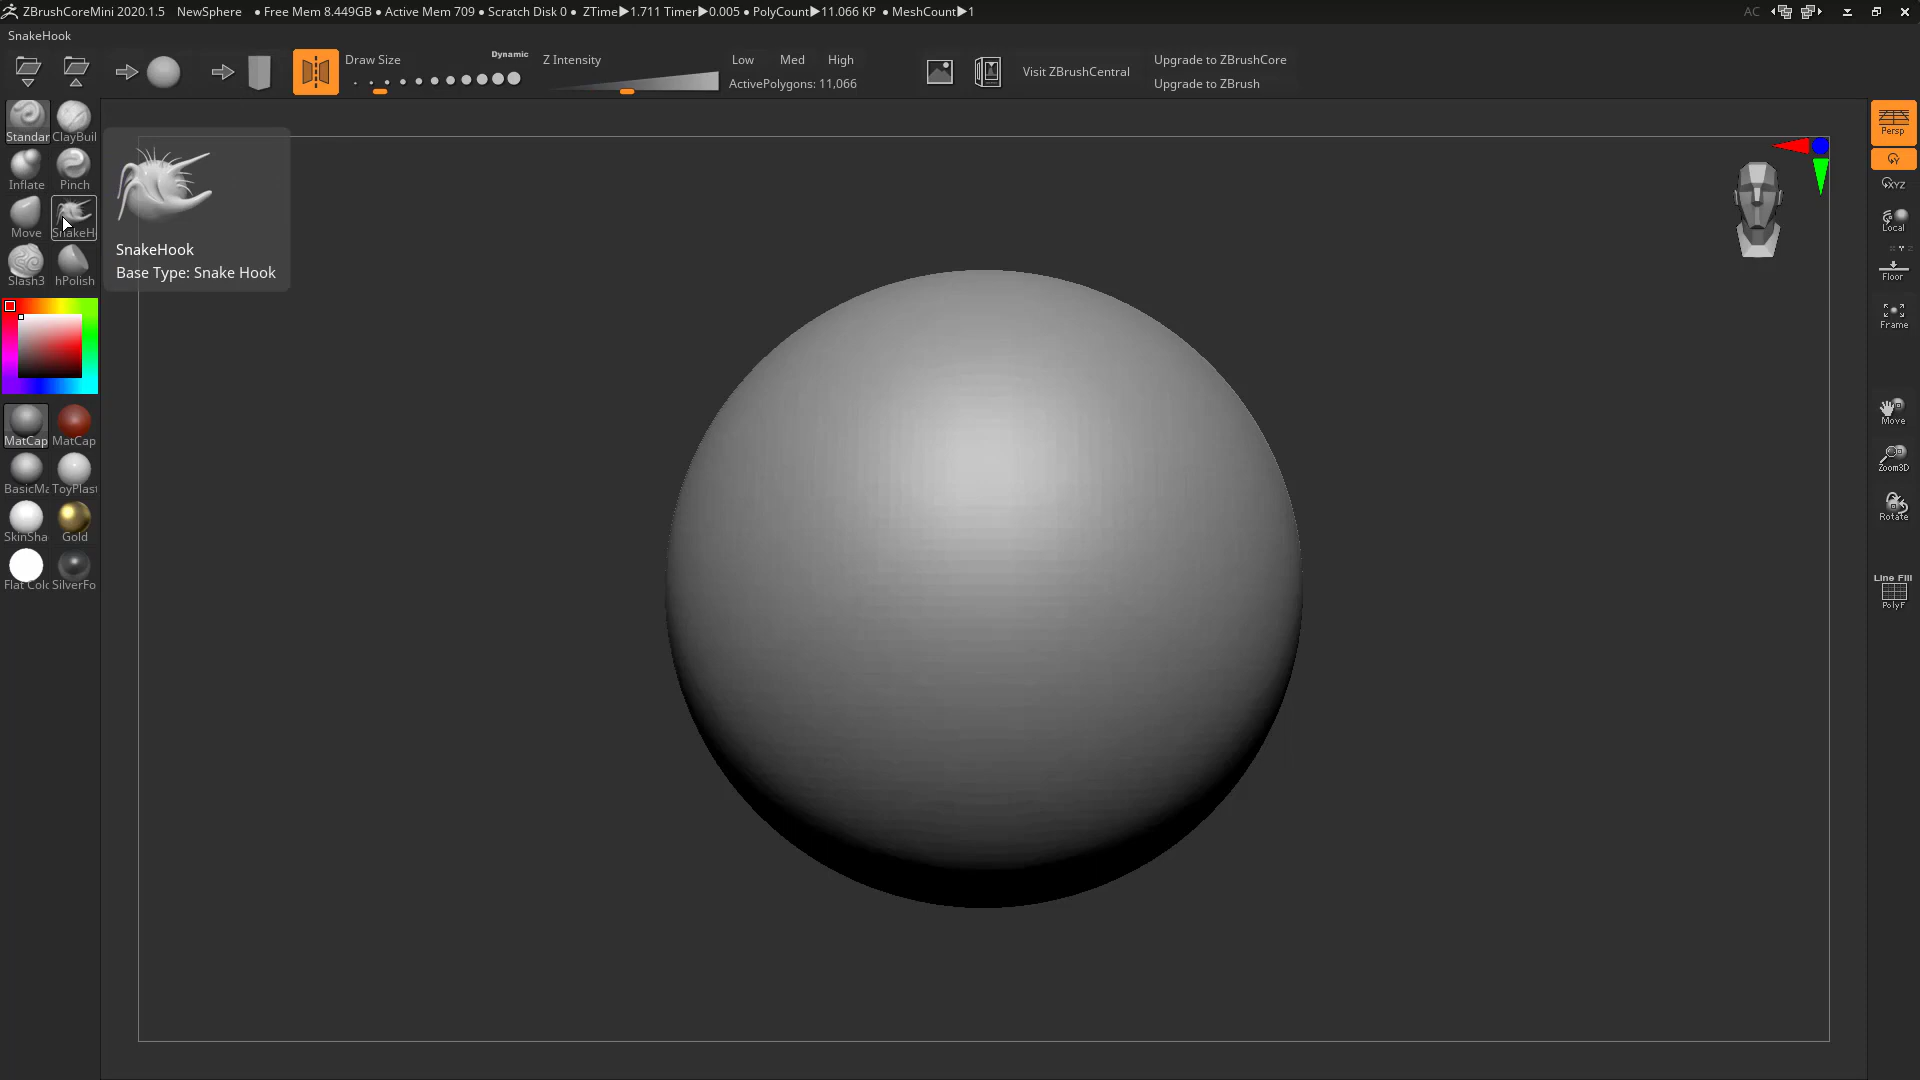 ZBrushCoreMini 2020.1.5 NewSphere ● Free Mem 8.449GB ● Active Mem 709 ● Scratch Disk 0 ● ZTime▶1.711 Timer▶0.005 ● PolyCount▶11.066 KP ● MeshCount▶1 AC
SnakeHook
Draw Size Dynamic Z Intensity Low Med High
ActivePolygons: 11,066
Visit ZBrushCentral
Upgrade to ZBrushCore
Upgrade to ZBrush
Standar ClayBuil
Inflate Pinch
Move SnakeH
Slash3 hPolish
SnakeHook
Base Type: Snake Hook
MatCap MatCap
BasicMa ToyPlast
SkinSha Gold
Flat Colo SilverFo
Persp
Y
XYZ
Local
Floor
Frame
Move
Zoom3D
Rotate
Line Fill
PolyF